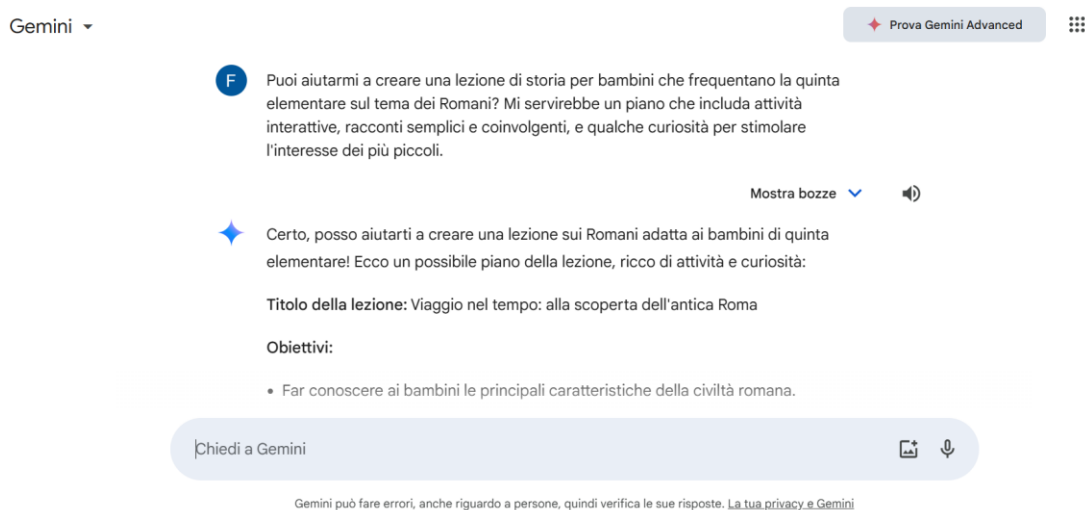 Gemini
Prova Gemini Advanced
F
Puoi aiutarmi a creare una lezione di storia per bambini che frequentano la quinta
elementare sul tema dei Romani? Mi servirebbe un piano che includa attività
interattive, racconti semplici e coinvolgenti, e qualche curiosità per stimolare
l'interesse dei più piccoli.
Mostra bozze
Certo, posso aiutarti a creare una lezione sui Romani adatta ai bambini di quinta
elementare! Ecco un possibile piano della lezione, ricco di attività e curiosità:
Titolo della lezione: Viaggio nel tempo: alla scoperta dell'antica Roma
Obiettivi:
• Far conoscere ai bambini le principali caratteristiche della civiltà romana.
Chiedi a Gemini
Gemini può fare errori, anche riguardo a persone, quindi verifica le sue risposte. La tua privacy e Gemini